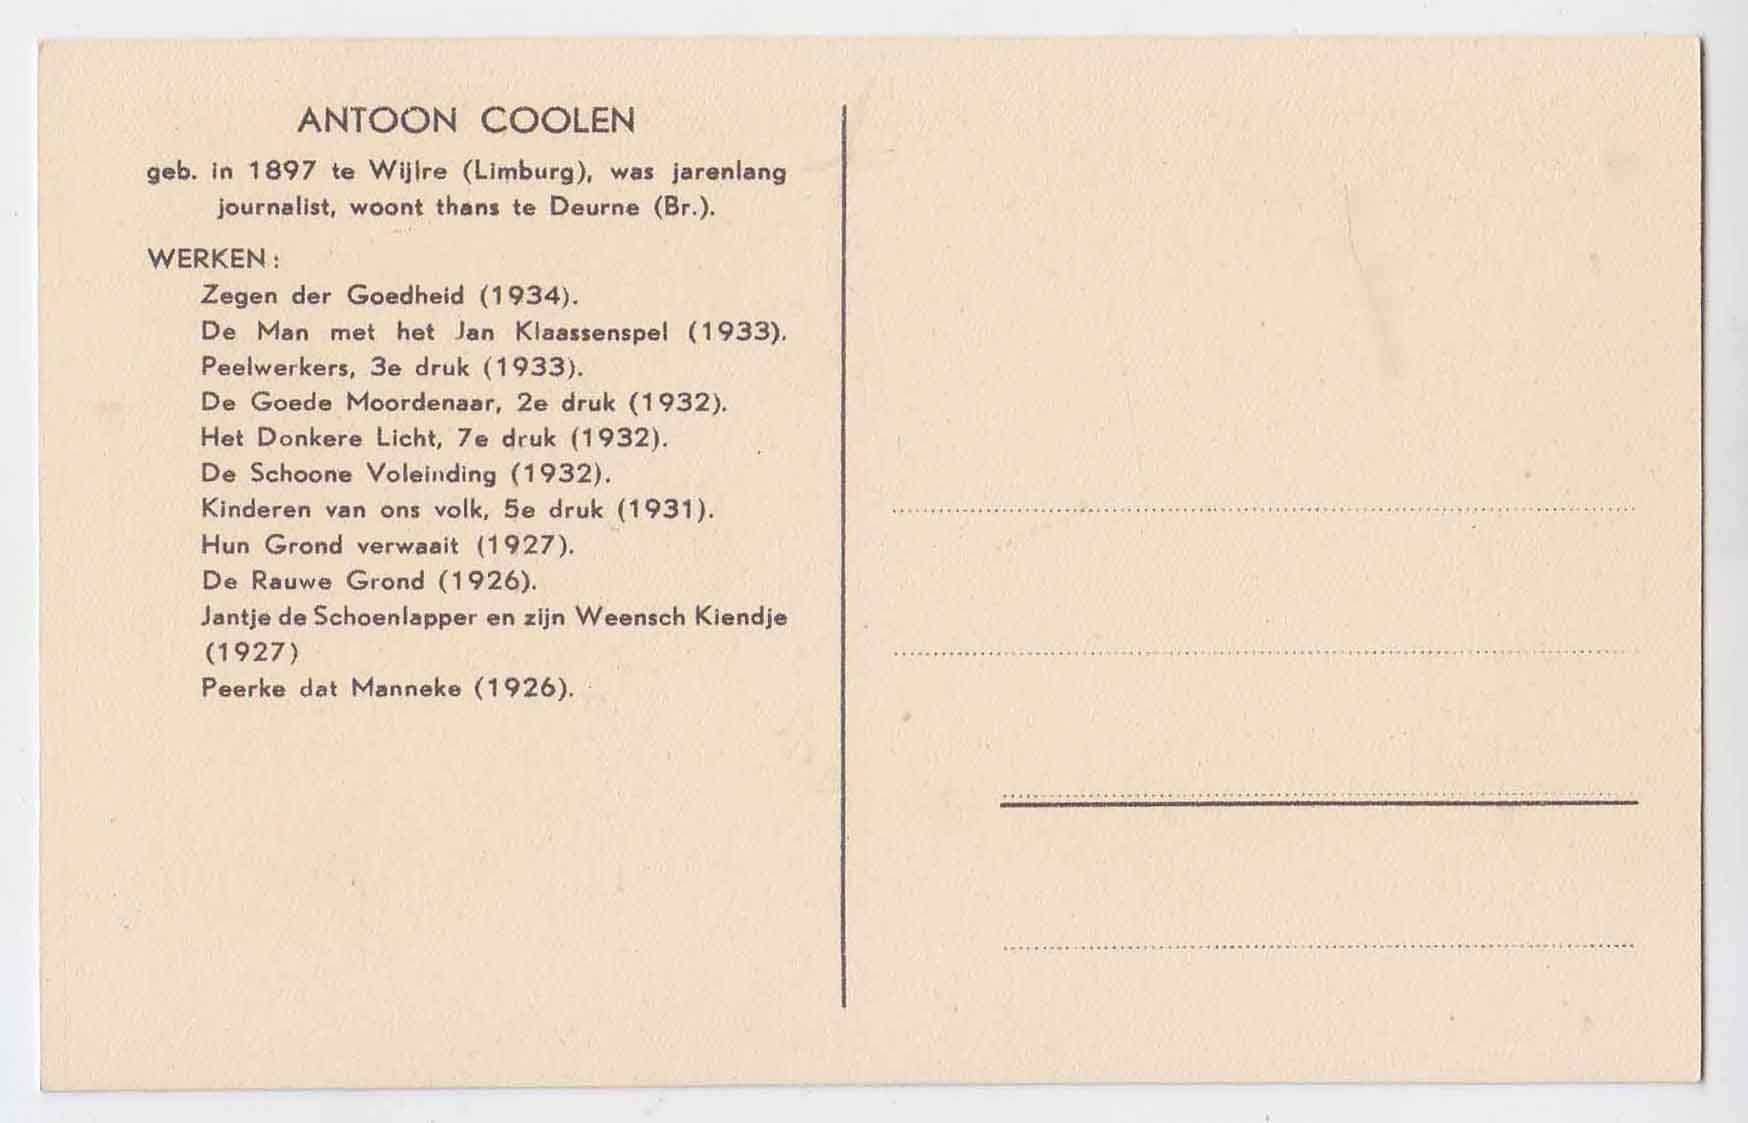 ANTOON COOLEN
geb. in 1897 te Wijlre (Limburg), was jarenlang
journalist, woont thans te Deurne (Br.).
WERKEN:
Zegen der Goedheid (1934).
De Man met het Jan Klaassenspel (1933).
Peelwerkers, 3e druk (1933).
De Goede Moordenaar, 2e druk (1932).
Het Donkere Licht, 7e druk (1932).
De Schoone Voleinding (1932).
Kinderen van ons volk, 5e druk (1931).
Hun Grond verwaait (1927).
De Rauwe Grond (1926).
Jantje de Schoenlapper en zijn Weensch Kiendje
(1927)
Peerke dat Manneke (1926).